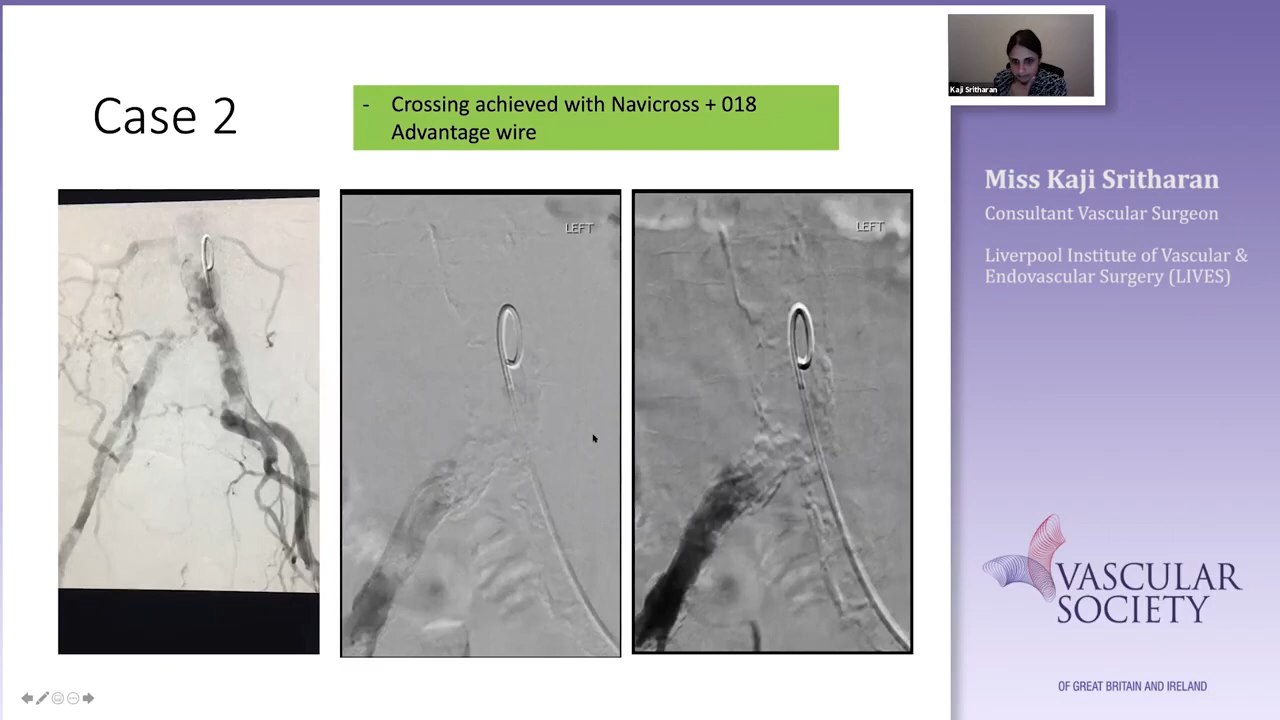 Case 2
- Crossing achieved with Navicross + 018
Advantage wire
LEFT
LEFT
Kaji Sritharan
Miss Kaji Sritharan
Consultant Vascular Surgeon
Liverpool Institute of Vascular &
Endovascular Surgery (LIVES)
VASCULAR
SOCIETY
OF GREAT BRITAIN AND IRELAND